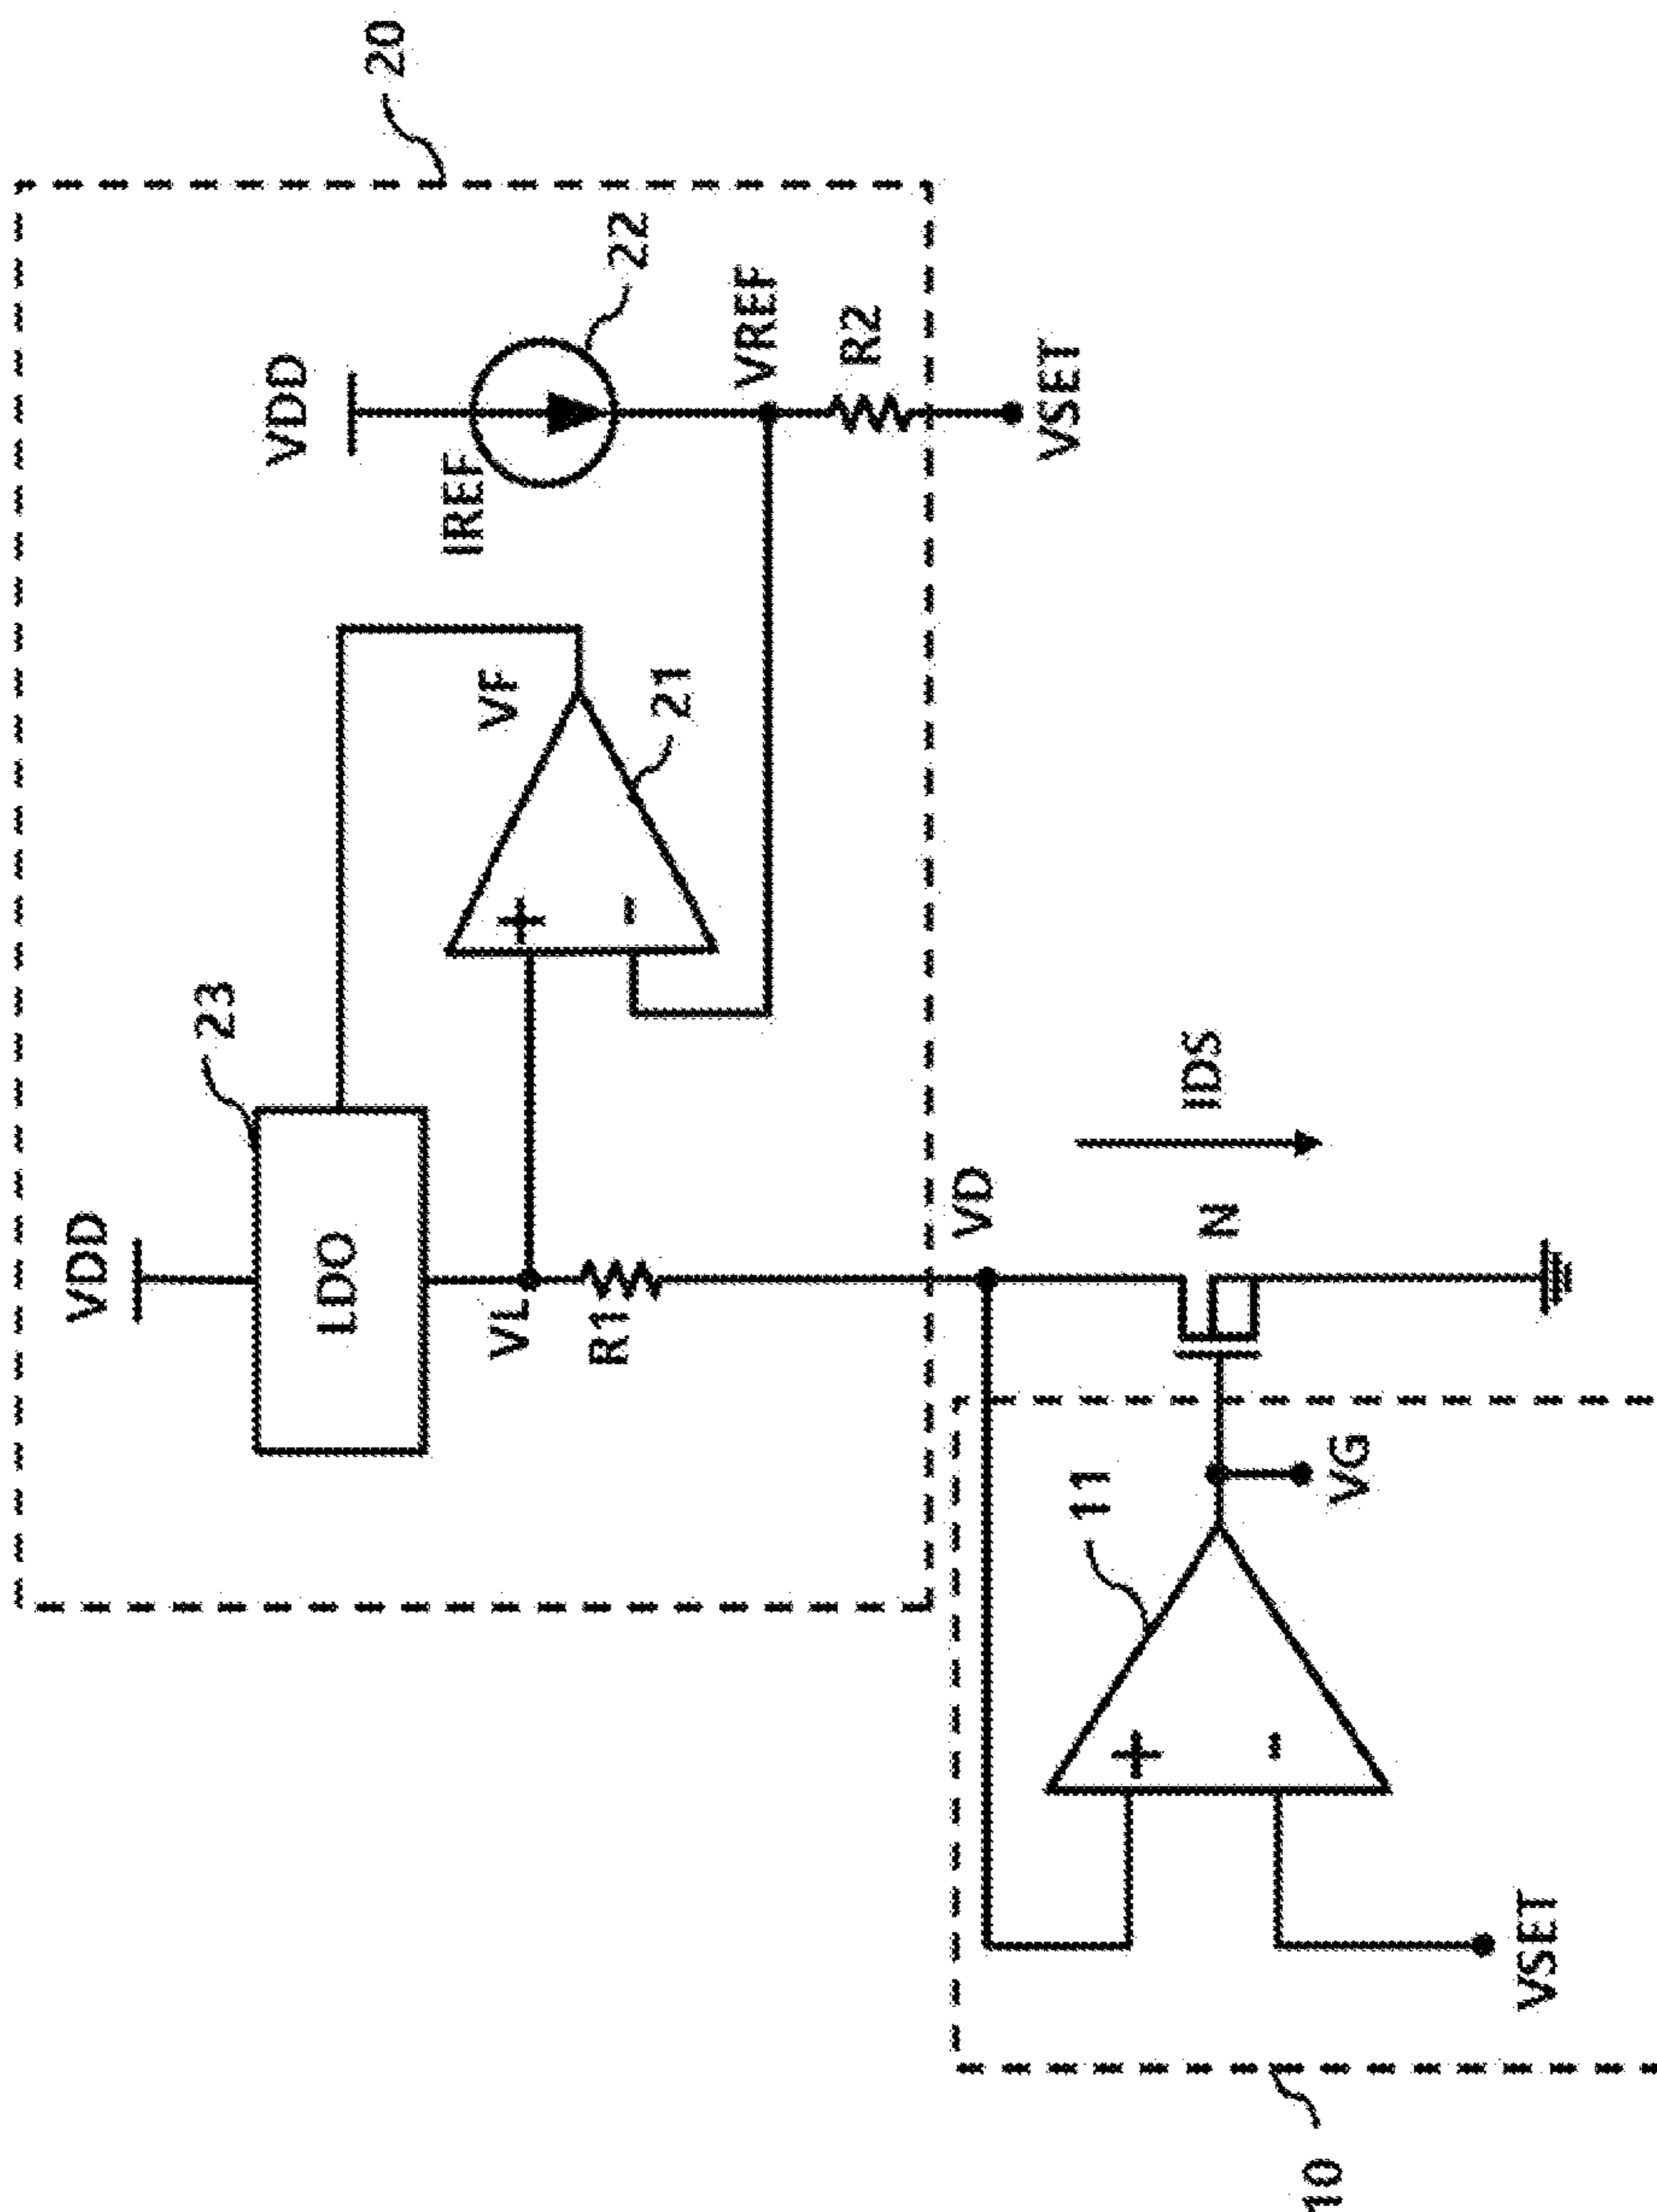 20
VDD
23
LDO
VL
R1
VF
21
VDD
IREF
22
VREF
R2
VSET
VD
IDS
N
11
VG
VSET
10
+
-
+
-